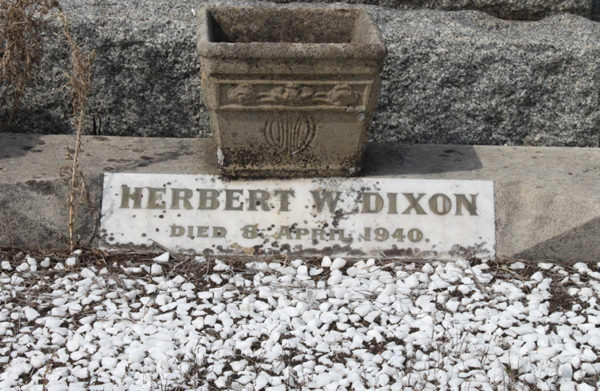 HERBERT W. DIXON
DIED 8 APRIL 1940.